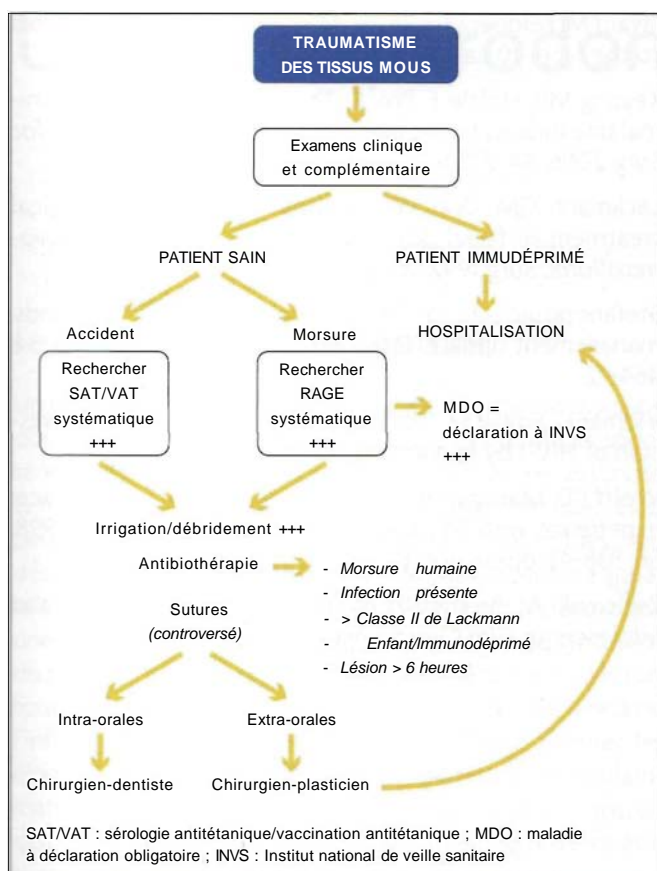 TRAUMATISME
DES TISSUS MOUS
Examens clinique
et complémentaire
PATIENT SAIN
PATIENT IMMUDÉPRIMÉ
Accident
Morsure
HOSPITALISATION
Rechercher
SAT/VAT
systématique
+++
Rechercher
RAGE
systématique
+++
MDO =
déclaration à INVS
+++
Irrigation/débridement +++
Antibiothérapie
- Morsure humaine
- Infection présente
- > Classe II de Lackmann
- Enfant/Immunodéprimé
- Lésion > 6 heures
Sutures
(controversé)
Intra-orales
Extra-orales
Chirurgien-dentiste
Chirurgien-plasticien
SAT/VAT : sérologie antitétanique/vaccination antitétanique ; MDO : maladie
à déclaration obligatoire ; INVS : Institut national de veille sanitaire